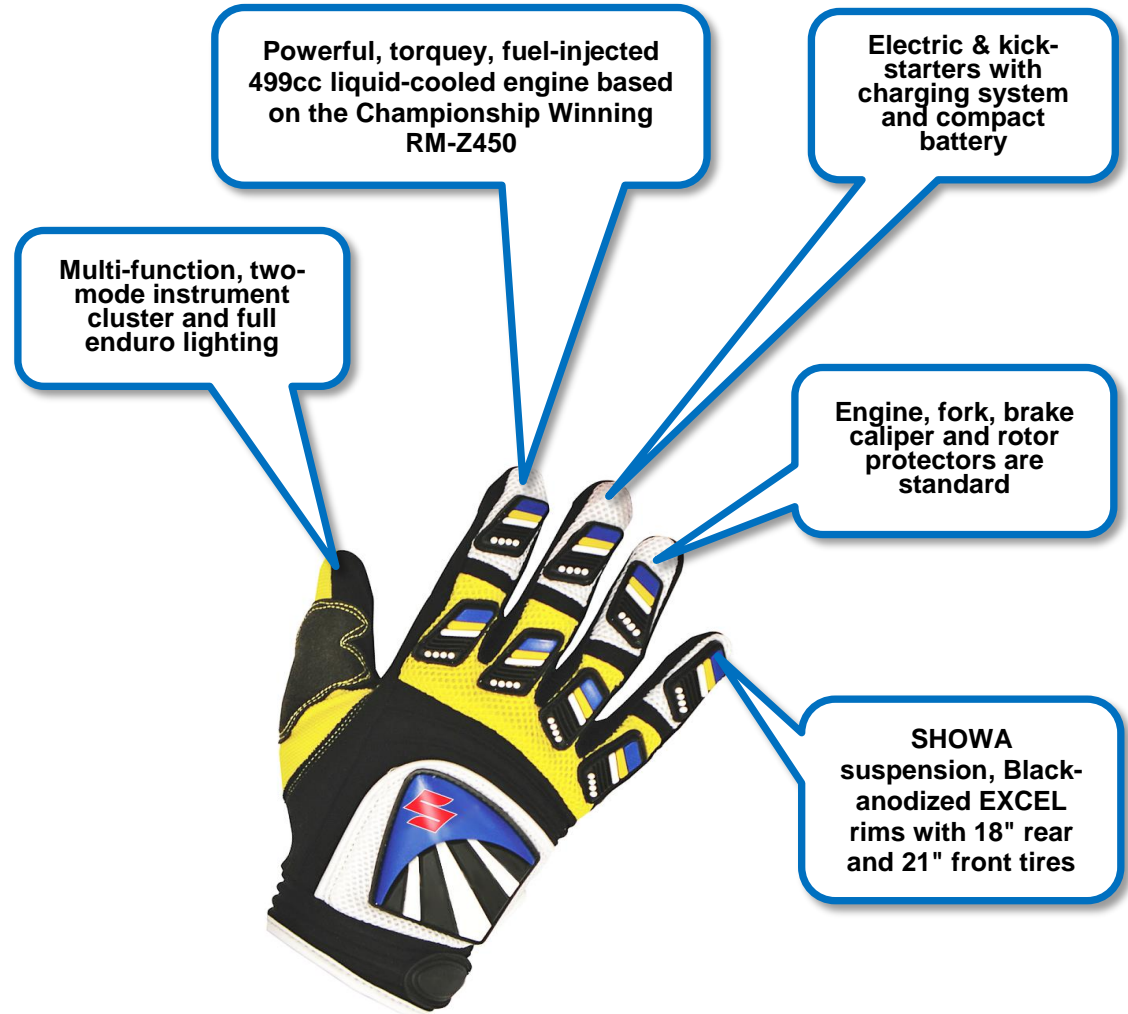 Powerful, torquey, fuel-injected
499cc liquid-cooled engine based
on the Championship Winning
RM-Z450
Electric & kick-
starters with
charging system
and compact
battery
Multi-function, two-
mode instrument
cluster and full
enduro lighting
Engine, fork, brake
caliper and rotor
protectors are
standard
SHOWA
suspension, Black-
anodized EXCEL
rims with 18" rear
and 21" front tires